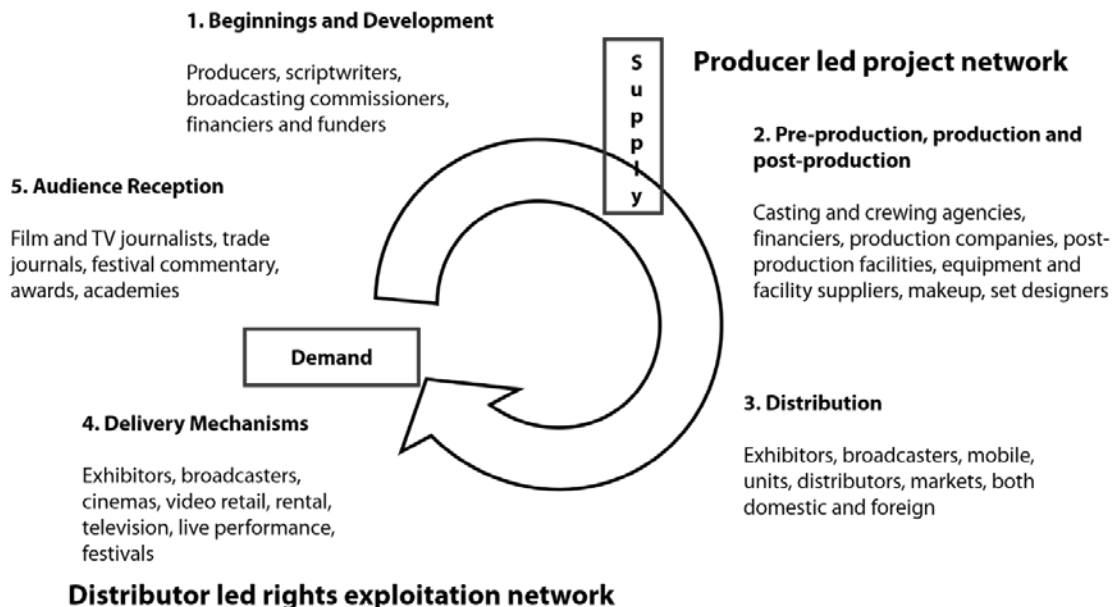 1. Beginnings and Development
Producers, scriptwriters,
broadcasting commissioners,
financiers and funders
Supply
Producer led project network
2. Pre-production, production and
post-production
Casting and crewing agencies,
financiers, production companies, post-
production facilities, equipment and
facility suppliers, makeup, set designers
3. Distribution
Exhibitors, broadcasters, mobile,
units, distributors, markets, both
domestic and foreign
4. Delivery Mechanisms
Exhibitors, broadcasters,
cinemas, video retail, rental,
television, live performance,
festivals
5. Audience Reception
Film and TV journalists, trade
journals, festival commentary,
awards, academies
Demand
Distributor led rights exploitation network